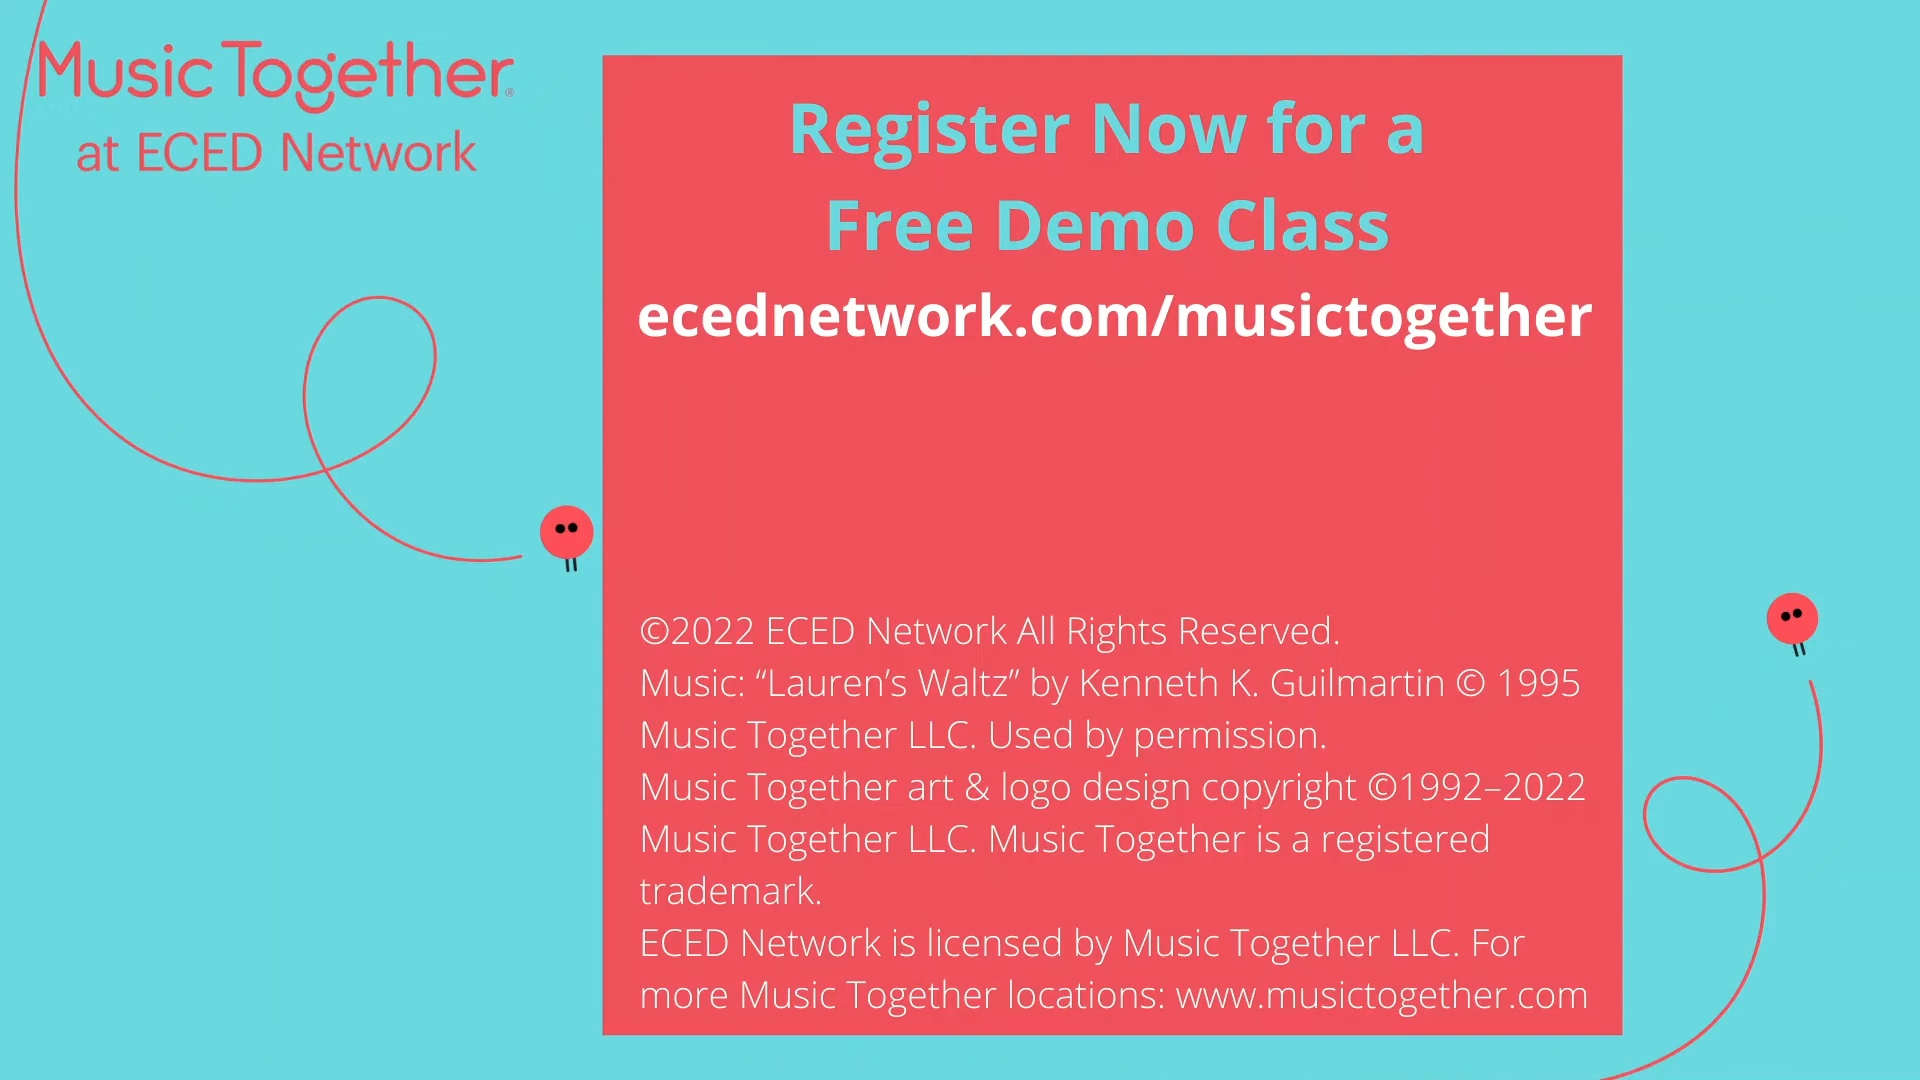 Music Together®
at ECED Network
Register Now for a
Free Demo Class
ecednetwork.com/musictogether
©2022 ECED Network All Rights Reserved.
Music: “Lauren’s Waltz” by Kenneth K. Guilmartin © 1995
Music Together LLC. Used by permission.
Music Together art & logo design copyright ©1992–2022
Music Together LLC. Music Together is a registered
trademark.
ECED Network is licensed by Music Together LLC. For
more Music Together locations: www.musictogether.com